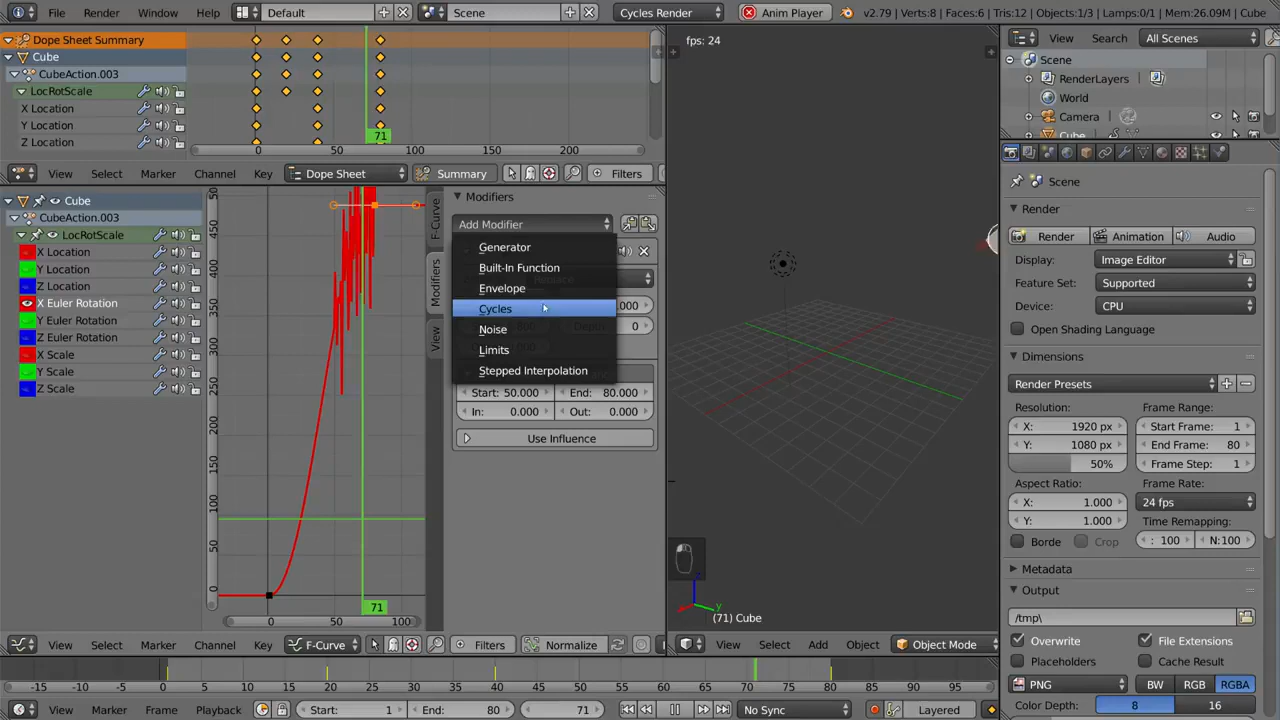 File Render Window Help Default Scene Cycles Render Anim Player v2.79 | Verts:8 | Faces:6 | Tris:12 | Objects:1/3 | Lamps:0/1 | Mem:26.09M | Cube
Dope Sheet Summary
Cube
CubeAction.003
LocRotScale
X Location
Y Location
Z Location
71
0 50 100 150 200
View Select Marker Channel Key Dope Sheet Summary Filters
Cube
CubeAction.003
LocRotScale
X Location
Y Location
Z Location
X Euler Rotation
Y Euler Rotation
Z Euler Rotation
X Scale
Y Scale
Z Scale
50
450
400
350
300
250
200
150
100
50
0
71
0 50 100
F-Curve
Modifiers
View
Modifiers
Add Modifier
Generator
Built-In Function
Envelope
Cycles
Noise
Limits
Stepped Interpolation
.000
0
Start: 50.000 End: 80.000
In: 0.000 Out: 0.000
Use Influence
View Select Marker Channel Key F-Curve Filters Normalize
fps: 24
y
(71) Cube
View Select Add Object Object Mode
View Search All Scenes
Scene
RenderLayers
World
Camera
Cube
Scene
Render
Render Animation Audio
Display: Image Editor
Feature Set: Supported
Device: CPU
Open Shading Language
Dimensions
Render Presets
Resolution: Frame Range:
X: 1920 px Start Frame: 1
Y: 1080 px End Frame: 80
50% Frame Step: 1
Aspect Ratio: Frame Rate:
X: 1.000 24 fps
Y: 1.000 Time Remapping:
Borde Crop : 100 N:100
Metadata
Output
/tmp\
Overwrite File Extensions
Placeholders Cache Result
PNG BW RGB RGBA
Color Depth: 8 16
-15 -10 -5 0 5 10 15 20 25 30 35 40 45 50 55 60 65 70 75 80 85 90 95
View Marker Frame Playback Start: 1 End: 80 71 No Sync Layered